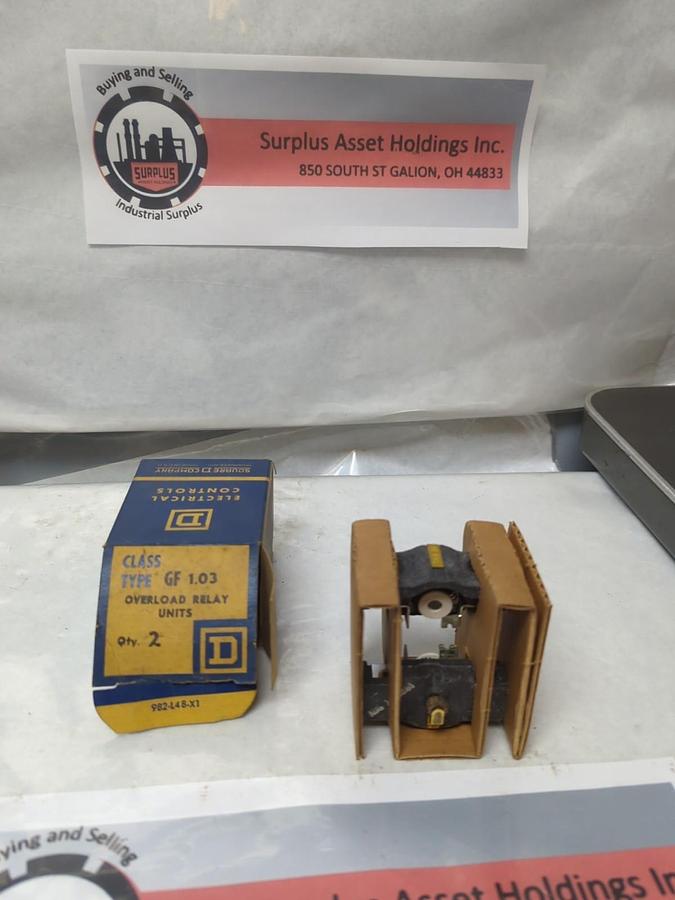 Buying and Selling
SURPLUS
Industrial Surplus
Surplus Asset Holdings Inc.
850 SOUTH ST GALION, OH 44833
SQUARE D COMPANY
ELECTRICAL
CONTROLS
D
CLASS
TYPE GF 1.03
OVERLOAD RELAY
UNITS
Qty. 2
D
982-L48-X1
ying and Selling
Surplus Asset Holdings In